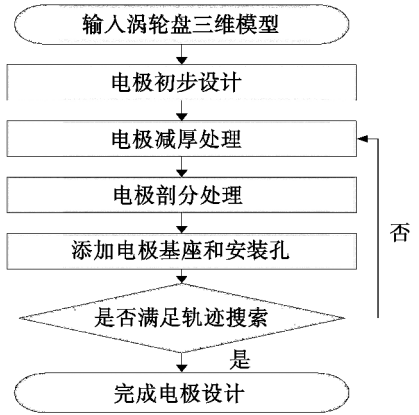 输入涡轮盘三维模型
电极初步设计
电极减厚处理
电极剖分处理
添加电极基座和安装孔
是否满足轨迹搜索
否
是
完成电极设计